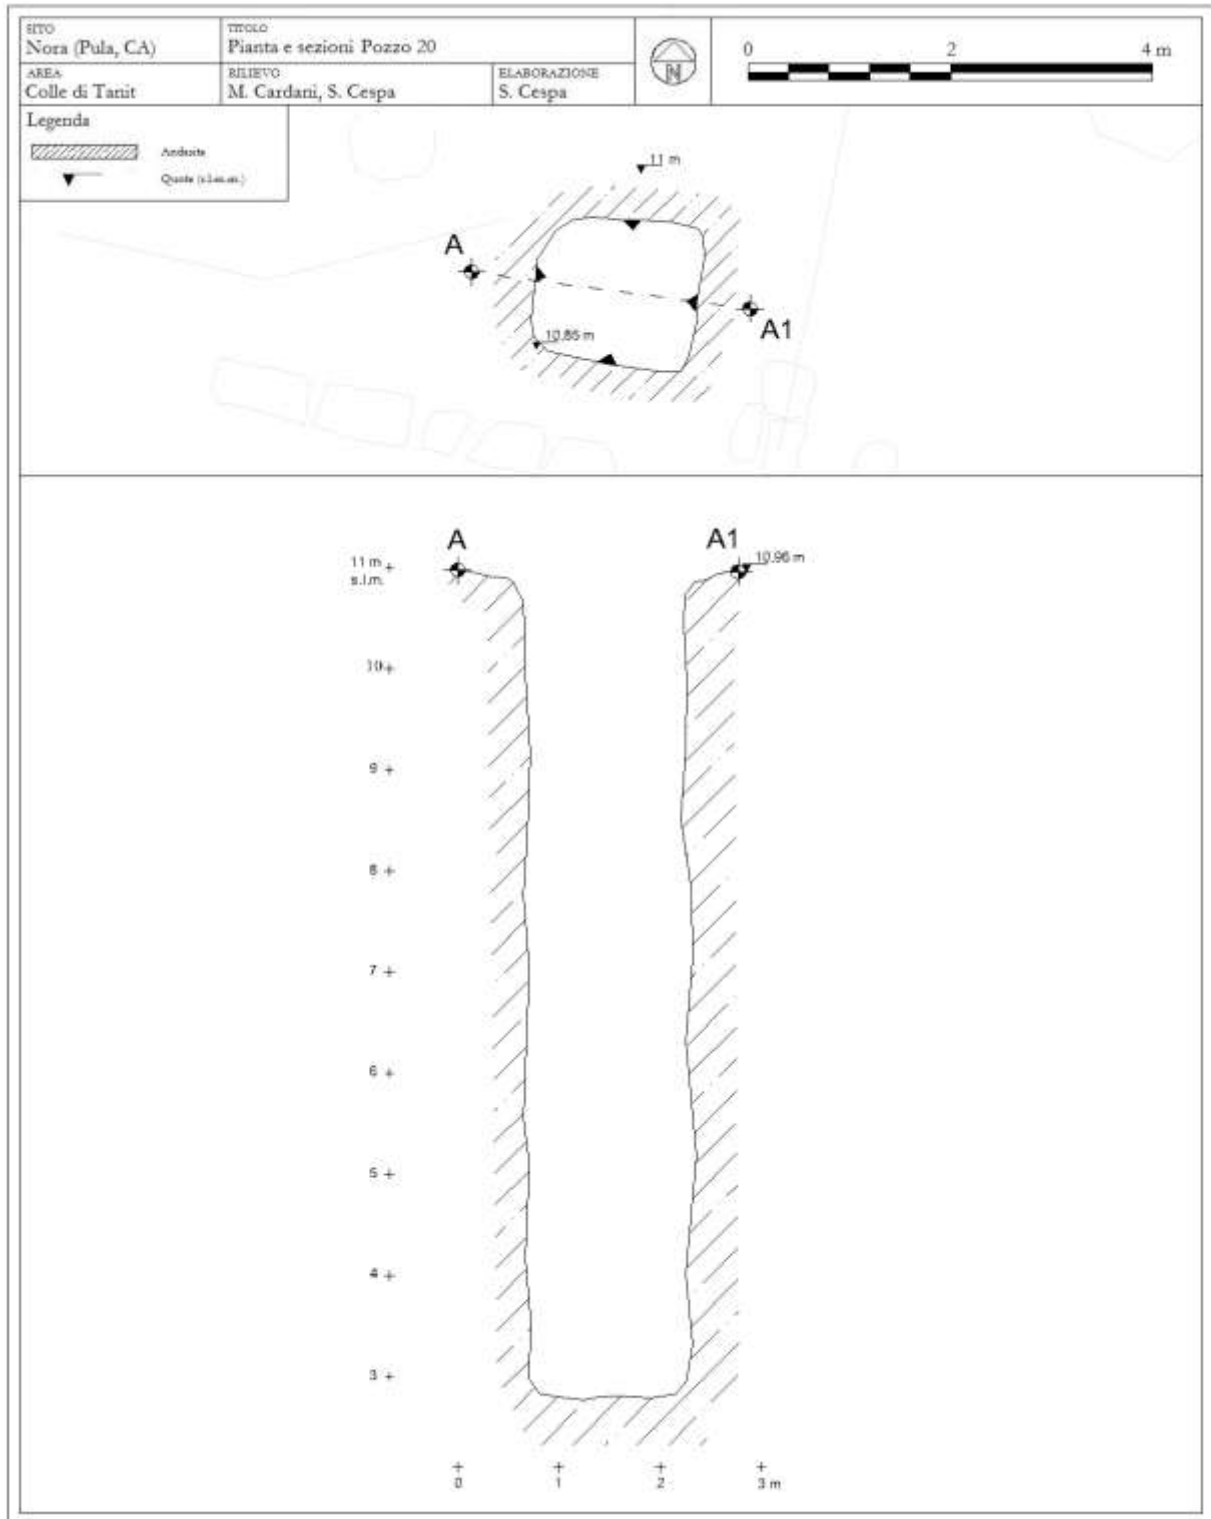 SITO
Nora (Pula, CA)
TITOLO
Pianta e sezioni Pozzo 20
AREA
Colle di Tanit
RILIEVO
M. Cardani, S. Cespa
ELABORAZIONE
S. Cespa
N
0 2 4 m
Legenda
Andesite
Quote (s.l.m.m.)
11 m
A
A1
10.85 m
A
A1
10.96 m
11 m
s.l.m.
10
9
8
7
6
5
4
3
0 1 2 3 m